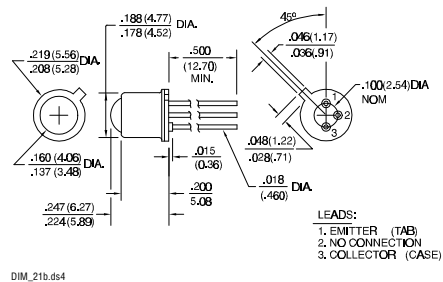 .188(4.77) DIA.
.178(4.52)
.219(5.56) DIA.
.208(5.28)
.500
(12.70)
MIN.
45º
.046(1.17)
.036(.91)
.100(2.54)DIA
NOM
1
2
3
.160(4.06) DIA.
.137(3.48)
.015
(0.36)
.048(1.22)
.028(.71)
.018 DIA.
(.460)
.200
5.08
.247(6.27)
.224(5.89)
LEADS:
1. EMITTER (TAB)
2. NO CONNECTION
3. COLLECTOR (CASE)
DIM_21b.ds4